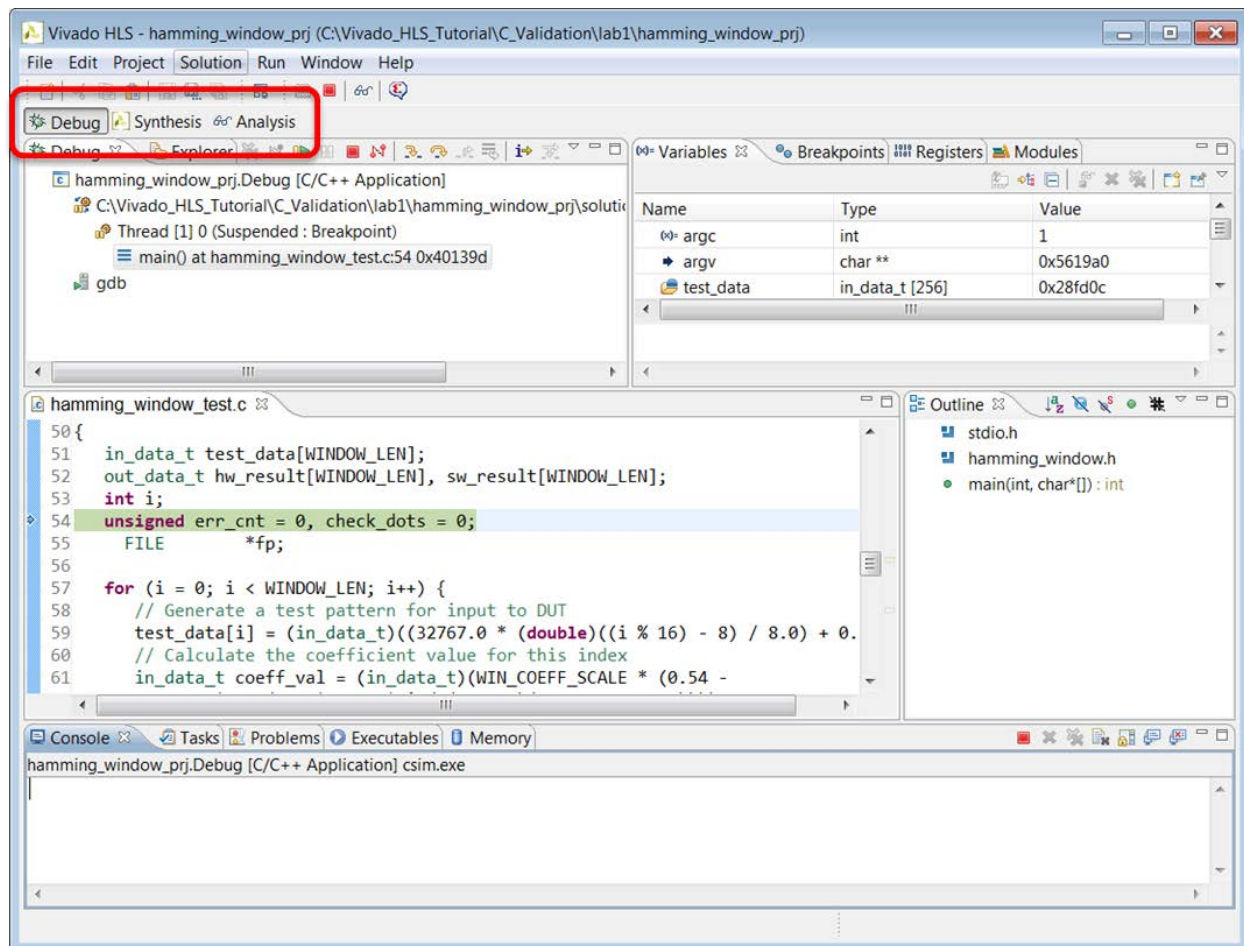 Vivado HLS - hamming_window_prj (C:\Vivado_HLS_Tutorial\C_Validation\lab1\hamming_window_prj)
File Edit Project Solution Run Window Help
Debug Synthesis Analysis
Debug Explorer
hamming_window_prj.Debug [C/C++ Application]
C:\Vivado_HLS_Tutorial\C_Validation\lab1\hamming_window_prj\soluti
Thread [1] 0 (Suspended : Breakpoint)
main() at hamming_window_test.c:54 0x40139d
gdb
(x)= Variables Breakpoints Registers Modules
Name Type Value
(x)= argc int 1
argv char ** 0x5619a0
test_data in_data_t [256] 0x28fd0c
hamming_window_test.c
50 {
51 in_data_t test_data[WINDOW_LEN];
52 out_data_t hw_result[WINDOW_LEN], sw_result[WINDOW_LEN];
53 int i;
54 unsigned err_cnt = 0, check_dots = 0;
55 FILE *fp;
56
57 for (i = 0; i < WINDOW_LEN; i++) {
58 // Generate a test pattern for input to DUT
59 test_data[i] = (in_data_t)((32767.0 * (double)((i % 16) - 8) / 8.0) + 0.
60 // Calculate the coefficient value for this index
61 in_data_t coeff_val = (in_data_t)(WIN_COEFF_SCALE * (0.54 -
Outline
stdio.h
hamming_window.h
main(int, char*[]) : int
Console Tasks Problems Executables Memory
hamming_window_prj.Debug [C/C++ Application] csim.exe